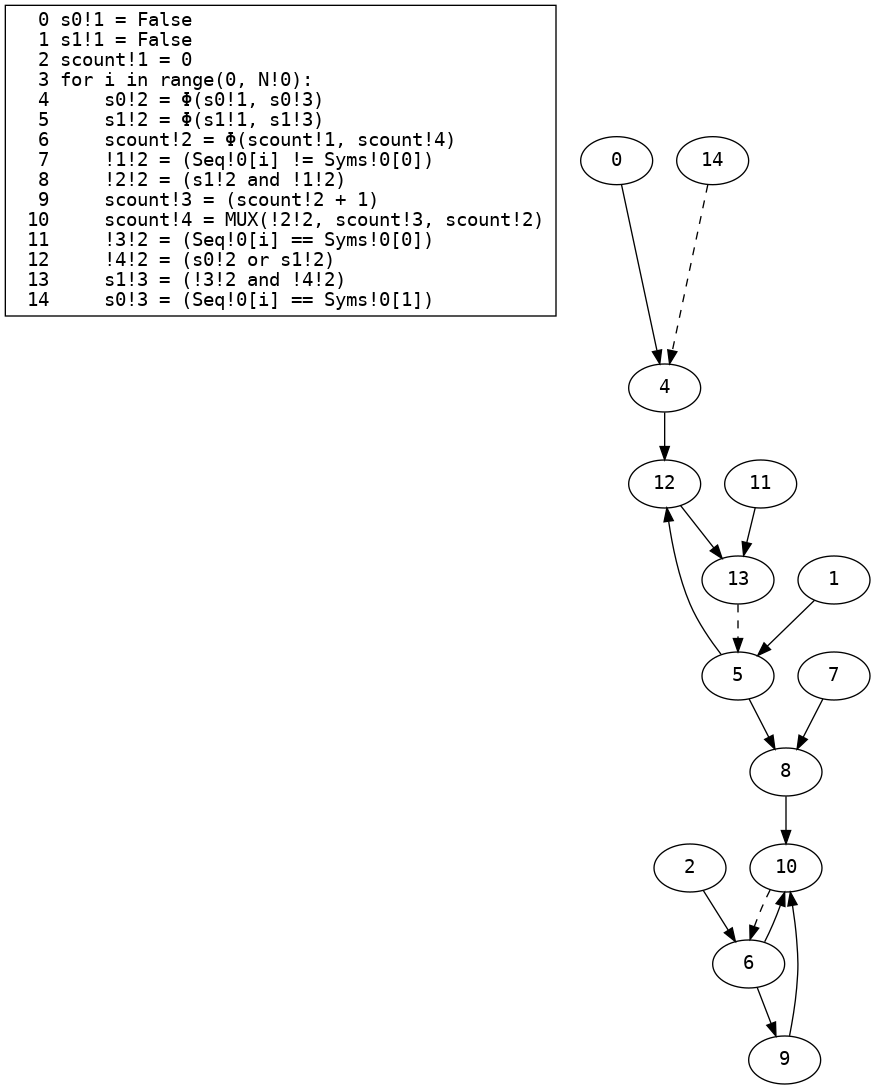 0 s0!1 = False
1 s1!1 = False
2 scount!1 = 0
3 for i in range(0, N!0):
4     s0!2 = Φ(s0!1, s0!3)
5     s1!2 = Φ(s1!1, s1!3)
6     scount!2 = Φ(scount!1, scount!4)
7     !1!2 = (Seq!0[i] != Syms!0[0])
8     !2!2 = (s1!2 and !1!2)
9     scount!3 = (scount!2 + 1)
10     scount!4 = MUX(!2!2, scount!3, scount!2)
11     !3!2 = (Seq!0[i] == Syms!0[0])
12     !4!2 = (s0!2 or s1!2)
13     s1!3 = (!3!2 and !4!2)
14     s0!3 = (Seq!0[i] == Syms!0[1])
0 14
4
12 11
13 1
5 7
8
2 10
6
9